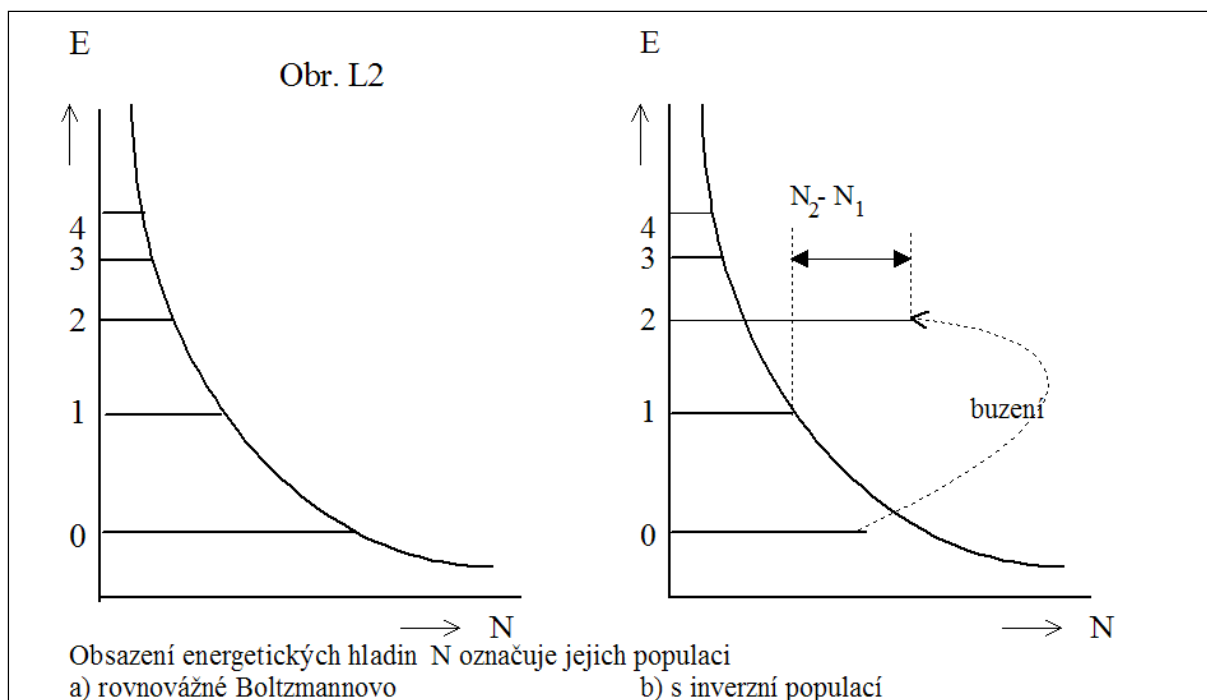 E
Obr. L2
4
3
2
1
0
N
E
N2- N1
4
3
2
1
0
buzení
N
Obsazení energetických hladin N označuje jejich populaci
a) rovnovážné Boltzmannovo
b) s inverzní populací